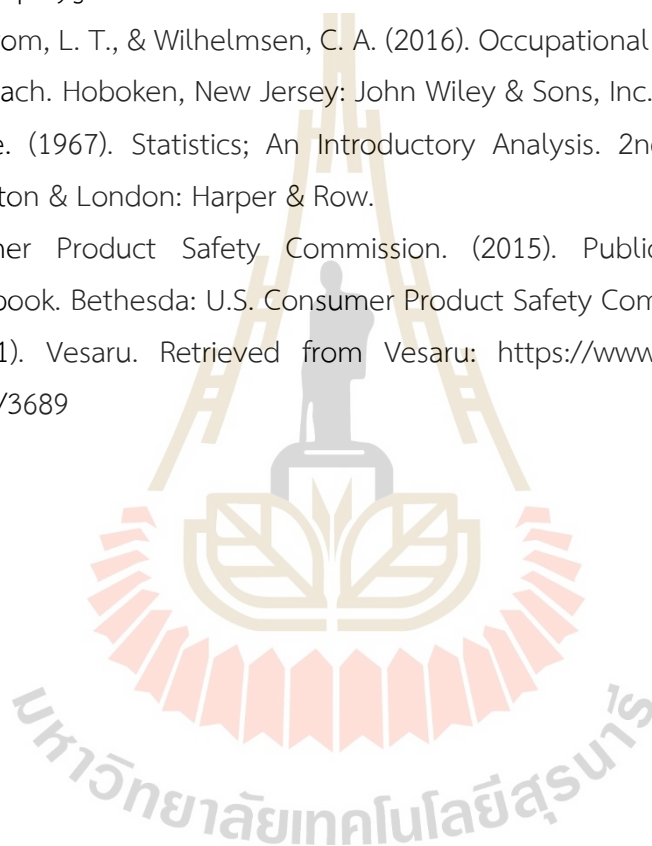 om, L. T., & Wilhelmsen, C. A. (2016). Occupational
ach. Hoboken, New Jersey: John Wiley & Sons, Inc.
e. (1967). Statistics; An Introductory Analysis. 2nd
ton & London: Harper & Row.
ner Product Safety Commission. (2015). Public
book. Bethesda: U.S. Consumer Product Safety Com
1). Vesaru. Retrieved from Vesaru: https://www
/3689
มหาวิทยาลัยเทคโนโลยีสุรนารี